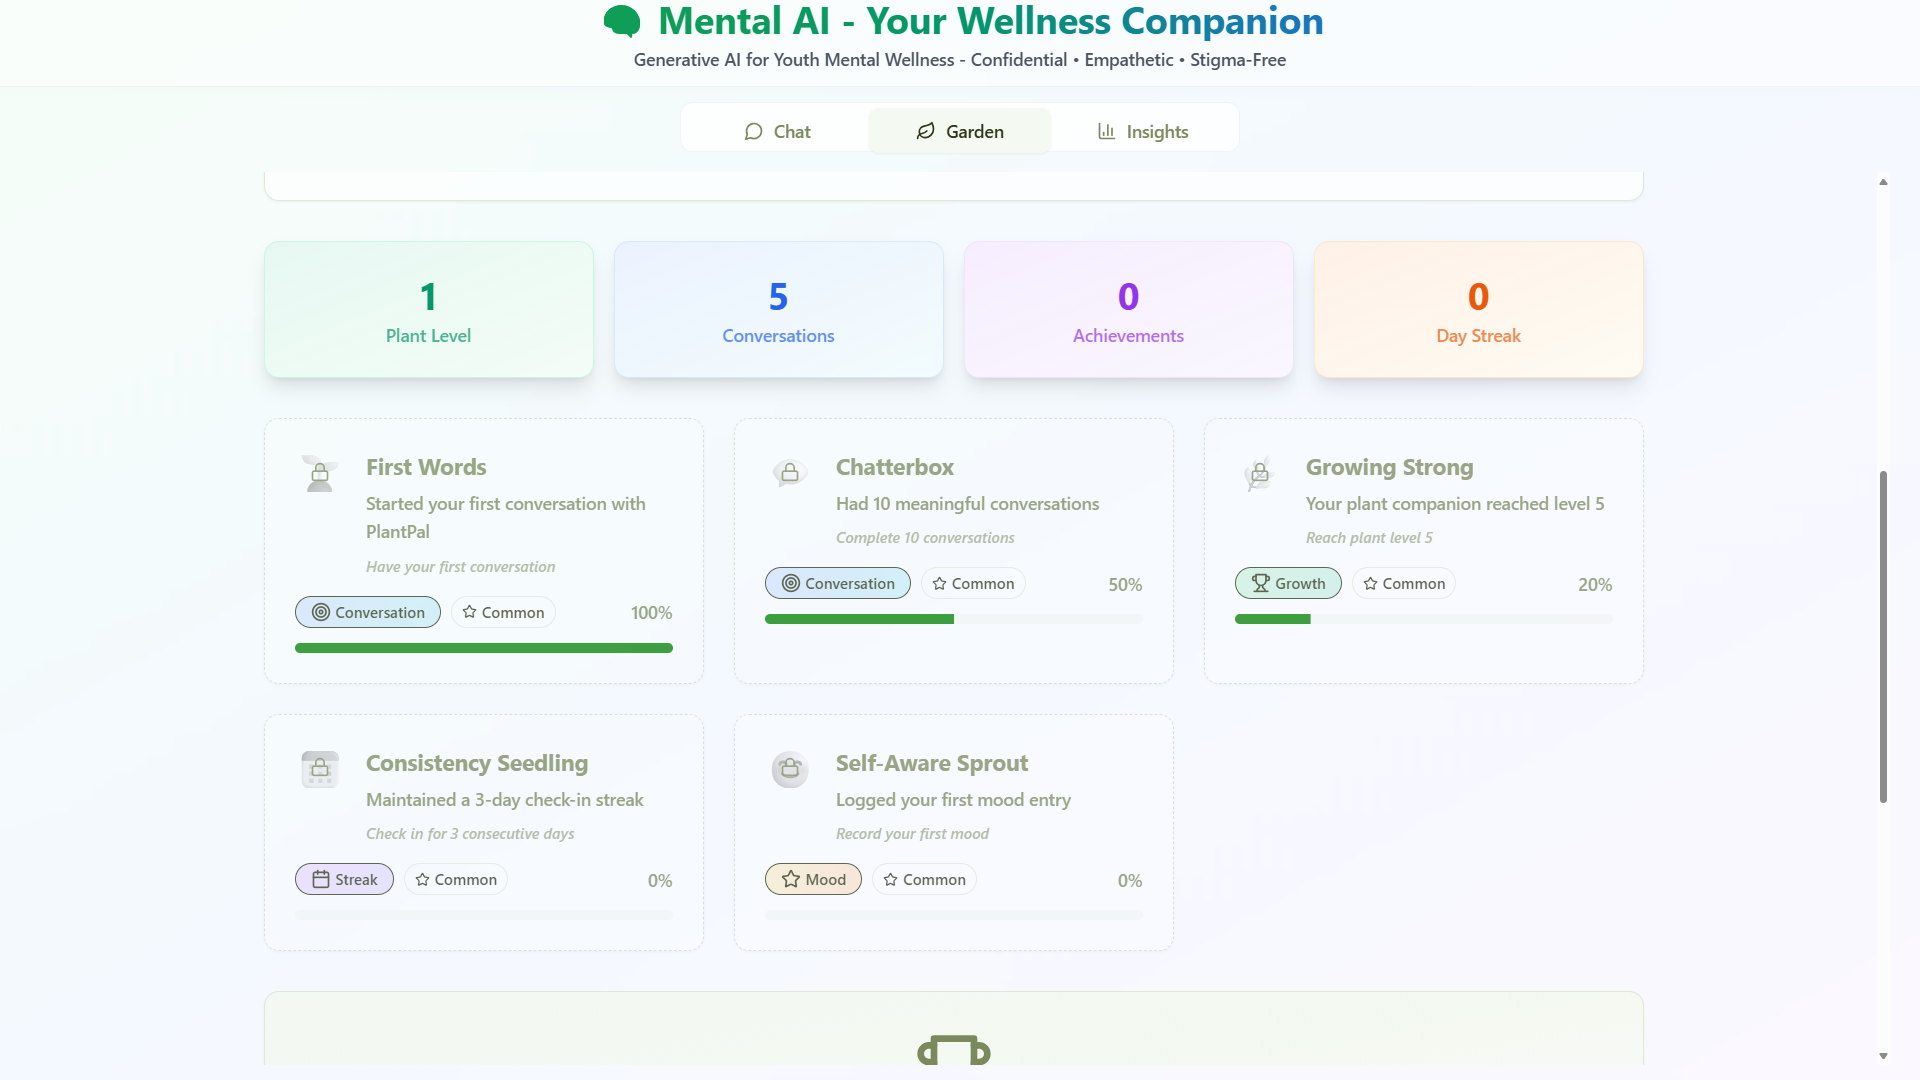 Mental AI - Your Wellness Companion
Generative AI for Youth Mental Wellness - Confidential • Empathetic • Stigma-Free
Chat
Garden
Insights
1
Plant Level
5
Conversations
0
Achievements
0
Day Streak
First Words
Started your first conversation with
PlantPal
Have your first conversation
Conversation
Common
100%
Chatterbox
Had 10 meaningful conversations
Complete 10 conversations
Conversation
Common
50%
Growing Strong
Your plant companion reached level 5
Reach plant level 5
Growth
Common
20%
Consistency Seedling
Maintained a 3-day check-in streak
Check in for 3 consecutive days
Streak
Common
0%
Self-Aware Sprout
Logged your first mood entry
Record your first mood
Mood
Common
0%